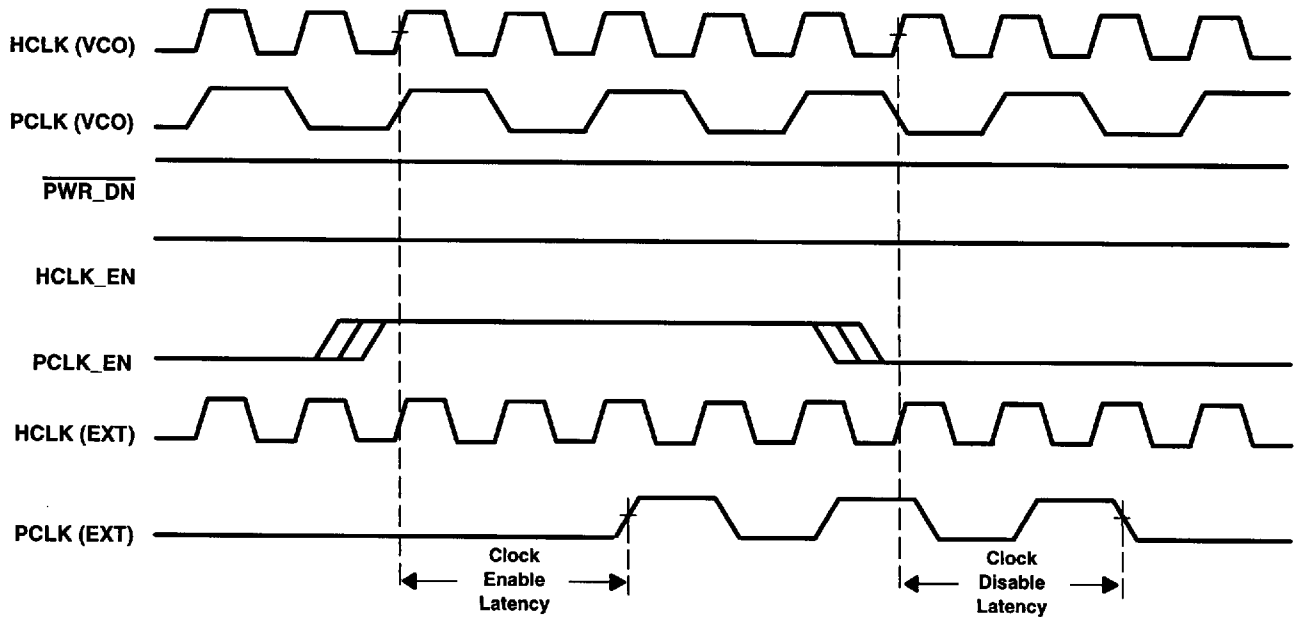 HCLK (VCO)
PCLK (VCO)
PWR_DN
HCLK_EN
PCLK_EN
HCLK (EXT)
PCLK (EXT)
Clock
Enable
Latency
Clock
Disable
Latency